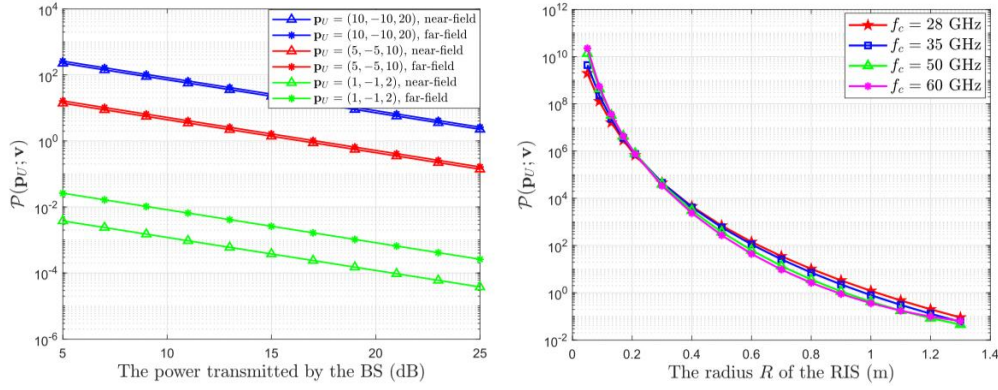 10^4
10^2
10^0
10^-2
10^-4
10^-6
𝒫(p_U; v)
p_U = (10, −10, 20), near-field
p_U = (10, −10, 20), far-field
p_U = (5, −5, 10), near-field
p_U = (5, −5, 10), far-field
p_U = (1, −1, 2), near-field
p_U = (1, −1, 2), far-field
5 10 15 20 25
The power transmitted by the BS (dB)
10^10
10^8
10^6
10^4
10^2
10^0
10^-2
𝒫(p_U; v)
f_c = 28 GHz
f_c = 35 GHz
f_c = 50 GHz
f_c = 60 GHz
0 0.2 0.4 0.6 0.8 1 1.2 1.4
The radius R of the RIS (m)